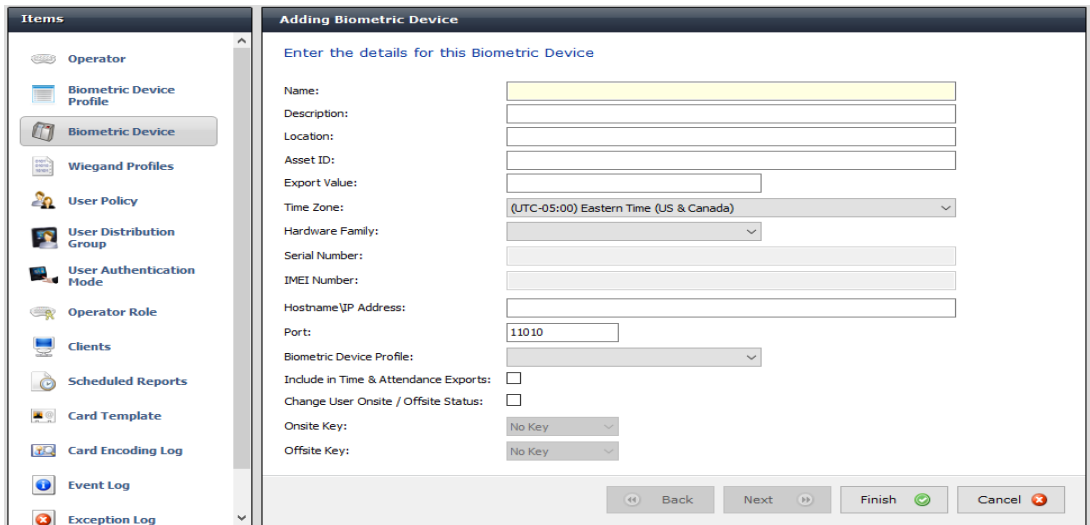 Items
Operator
Biometric Device
Profile
Biometric Device
Wiegand Profiles
User Policy
User Distribution
Group
User Authentication
Mode
Operator Role
Clients
Scheduled Reports
Card Template
Card Encoding Log
Event Log
Exception Log
Adding Biometric Device
Enter the details for this Biometric Device
Name:
Description:
Location:
Asset ID:
Export Value:
Time Zone: (UTC-05:00) Eastern Time (US & Canada)
Hardware Family:
Serial Number:
IMEI Number:
Hostname\IP Address:
Port: 11010
Biometric Device Profile:
Include in Time & Attendance Exports:
Change User Onsite / Offsite Status:
Onsite Key: No Key
Offsite Key: No Key
Back Next Finish Cancel